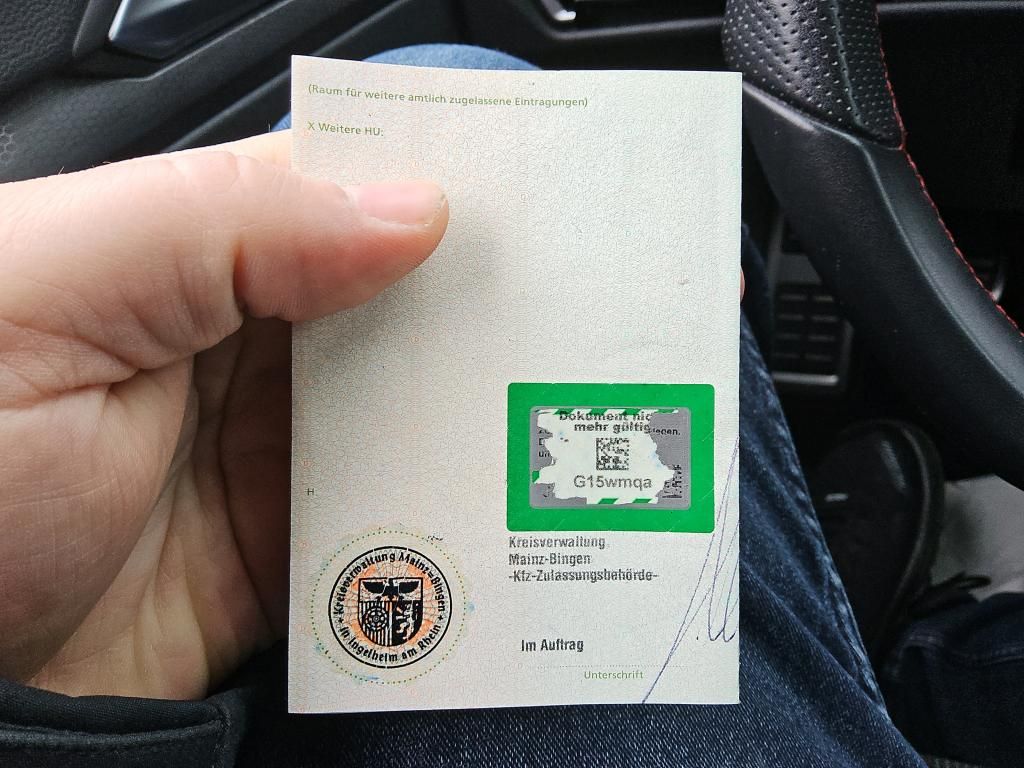 (Raum für weitere amtlich zugelassene Eintragungen)
X Weitere HU:
Dokument nic
mehr gültig
G15wmqa
H
Kreisverwaltung
Mainz-Bingen
-Kfz-Zulassungsbehörde-
Kreisverwaltung Mainz-Bingen
in Ingelheim am Rhein
Im Auftrag
Unterschrift